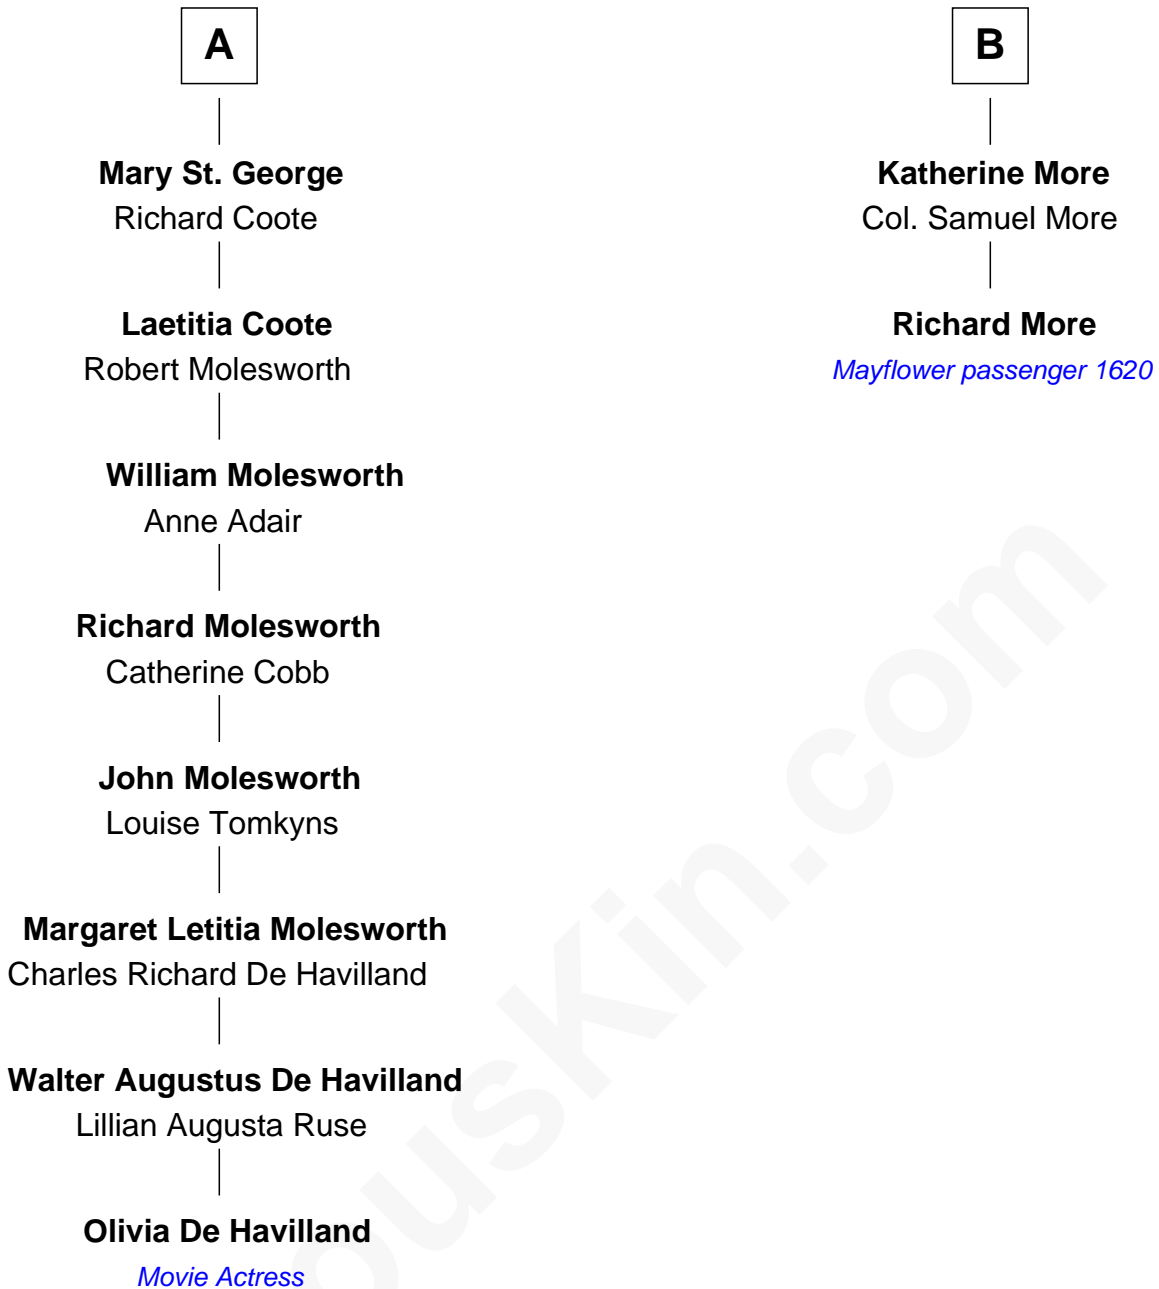 A
Mary St. George
Richard Coote
Laetitia Coote
Robert Molesworth
William Molesworth
Anne Adair
Richard Molesworth
Catherine Cobb
John Molesworth
Louise Tomkyns
Margaret Letitia Molesworth
Charles Richard De Havilland
Walter Augustus De Havilland
Lillian Augusta Ruse
Olivia De Havilland
Movie Actress
B
Katherine More
Col. Samuel More
Richard More
Mayflower passenger 1620
ousKin.com